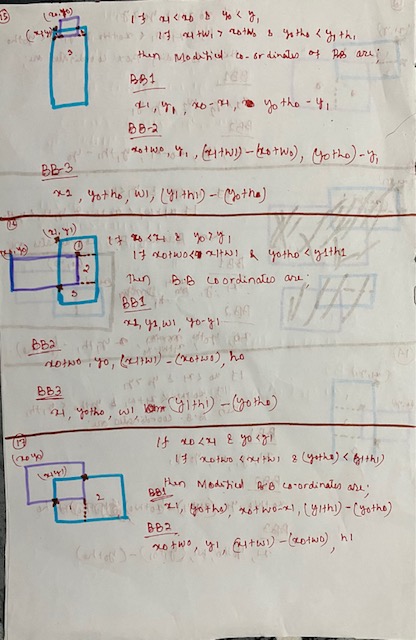 (15)
(x0,y0)
(x1,y1)
3
If x1<x0 & y0<y1
If x1+w1 > x0+w0 & y0+h0 < y1+h1
then Modified co-ordinates of BB are;
BB1
x1, y1, x0-x1, y0+h0-y1
BB-2
x0+w0, y1, (x1+w1)-(x0+w0), (y0+h0)-y1
BB-3
x1, y0+h0, w1, (y1+h1)-(y0+h0)
(16)
(x1,y1)
1
2
3
If x0<x1 & y0>y1
If x0+w0<x1+w1 & y0+h0<y1+h1
Then B.B coordinates are;
BB1
x1, y1, w1, y0-y1
BB2
x0+w0, y0, (x1+w1)-(x0+w0), h0
BB3
x1, y0+h0, w1, (y1+h1)-(y0+h0)
(17)
(x0,y0)
(x1,y1)
1
2
If x0<x1 & y0<y1
If x0+w0 < x1+w1 & (y0+h0) < (y1+h1)
then Modified BB co-ordinates are;
BB1
x1, y0+h0, x0+w0-x1, (y1+h1)-(y0+h0)
BB2
x0+w0, y1, (x1+w1)-(x0+w0), h1